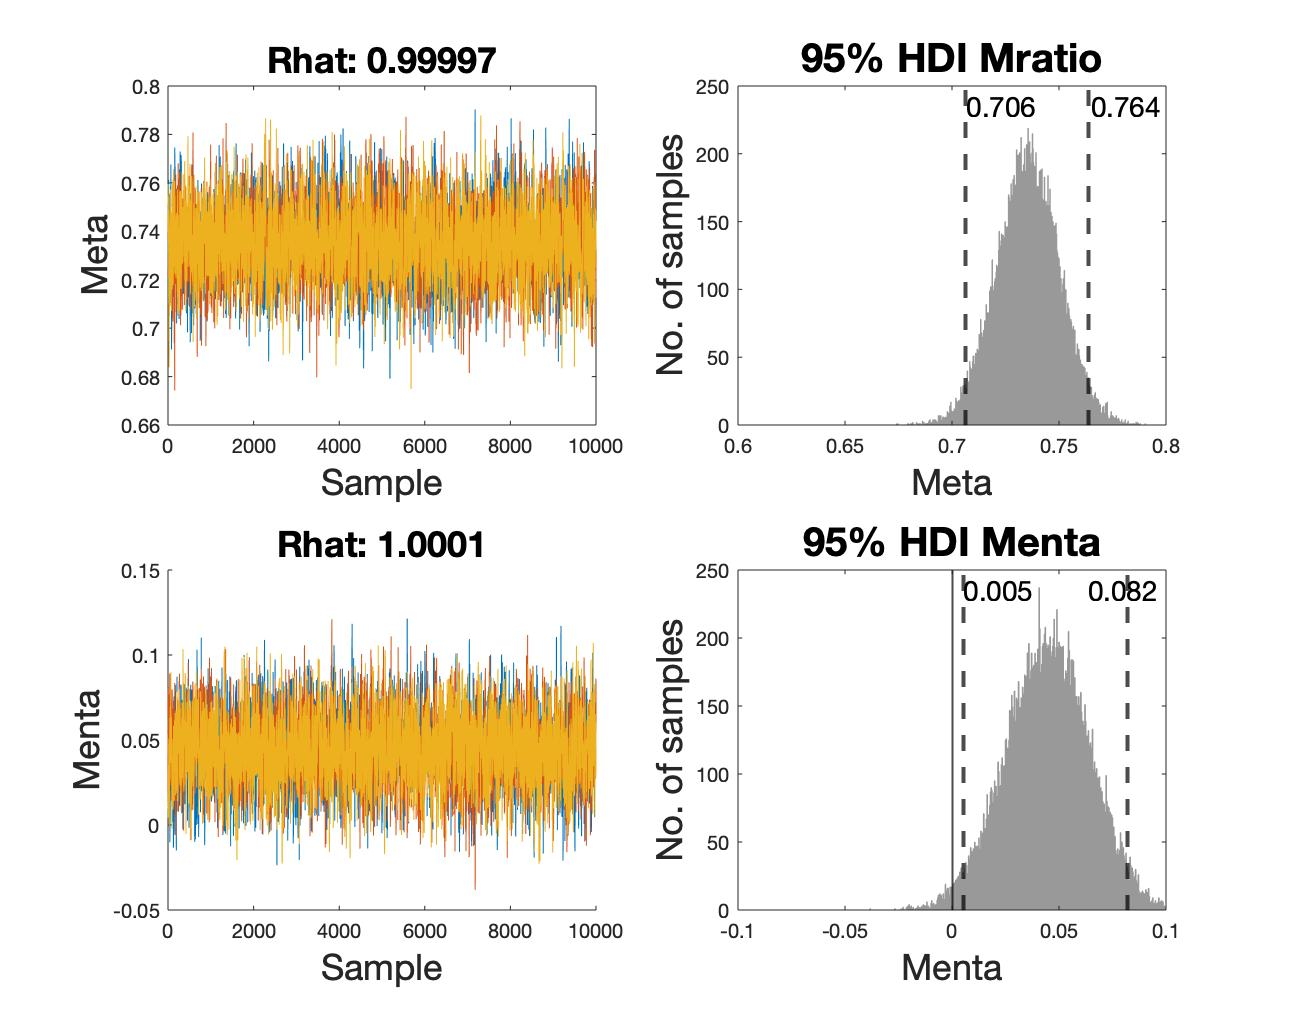 Rhat: 0.99997
0.8
0.78
0.76
0.74
0.72
0.7
0.68
0.66
Meta
0 2000 4000 6000 8000 10000
Sample
95% HDI Mratio
250
200
150
100
50
0
No. of samples
0.706 0.764
0.6 0.65 0.7 0.75 0.8
Meta
Rhat: 1.0001
0.15
0.1
0.05
0
-0.05
Menta
0 2000 4000 6000 8000 10000
Sample
95% HDI Menta
250
200
150
100
50
0
No. of samples
0.005 0.082
-0.1 -0.05 0 0.05 0.1
Menta